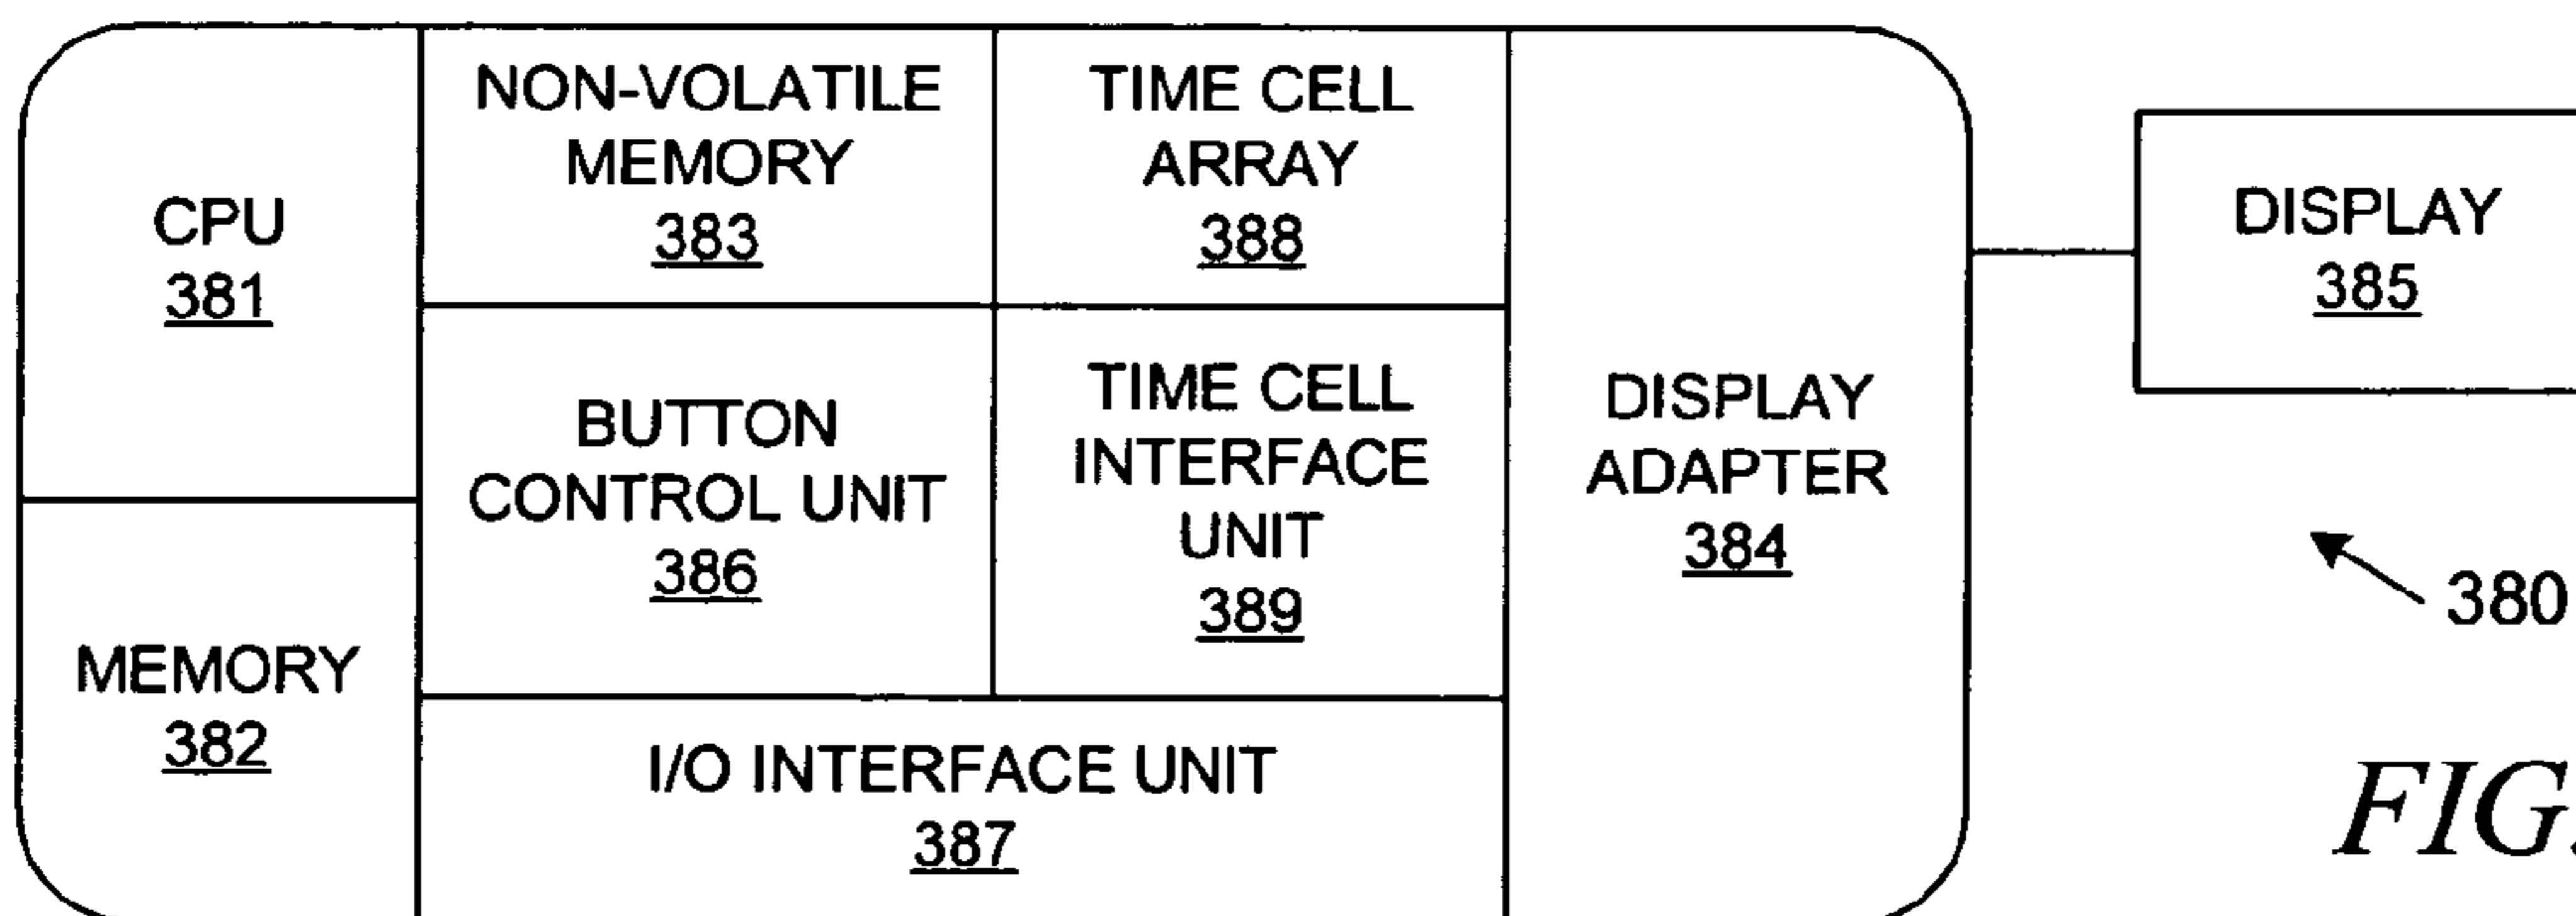 CPU
381
MEMORY
382
NON-VOLATILE
MEMORY
383
TIME CELL
ARRAY
388
BUTTON
CONTROL UNIT
386
TIME CELL
INTERFACE
UNIT
389
I/O INTERFACE UNIT
387
DISPLAY
ADAPTER
384
DISPLAY
385
380
FIG.